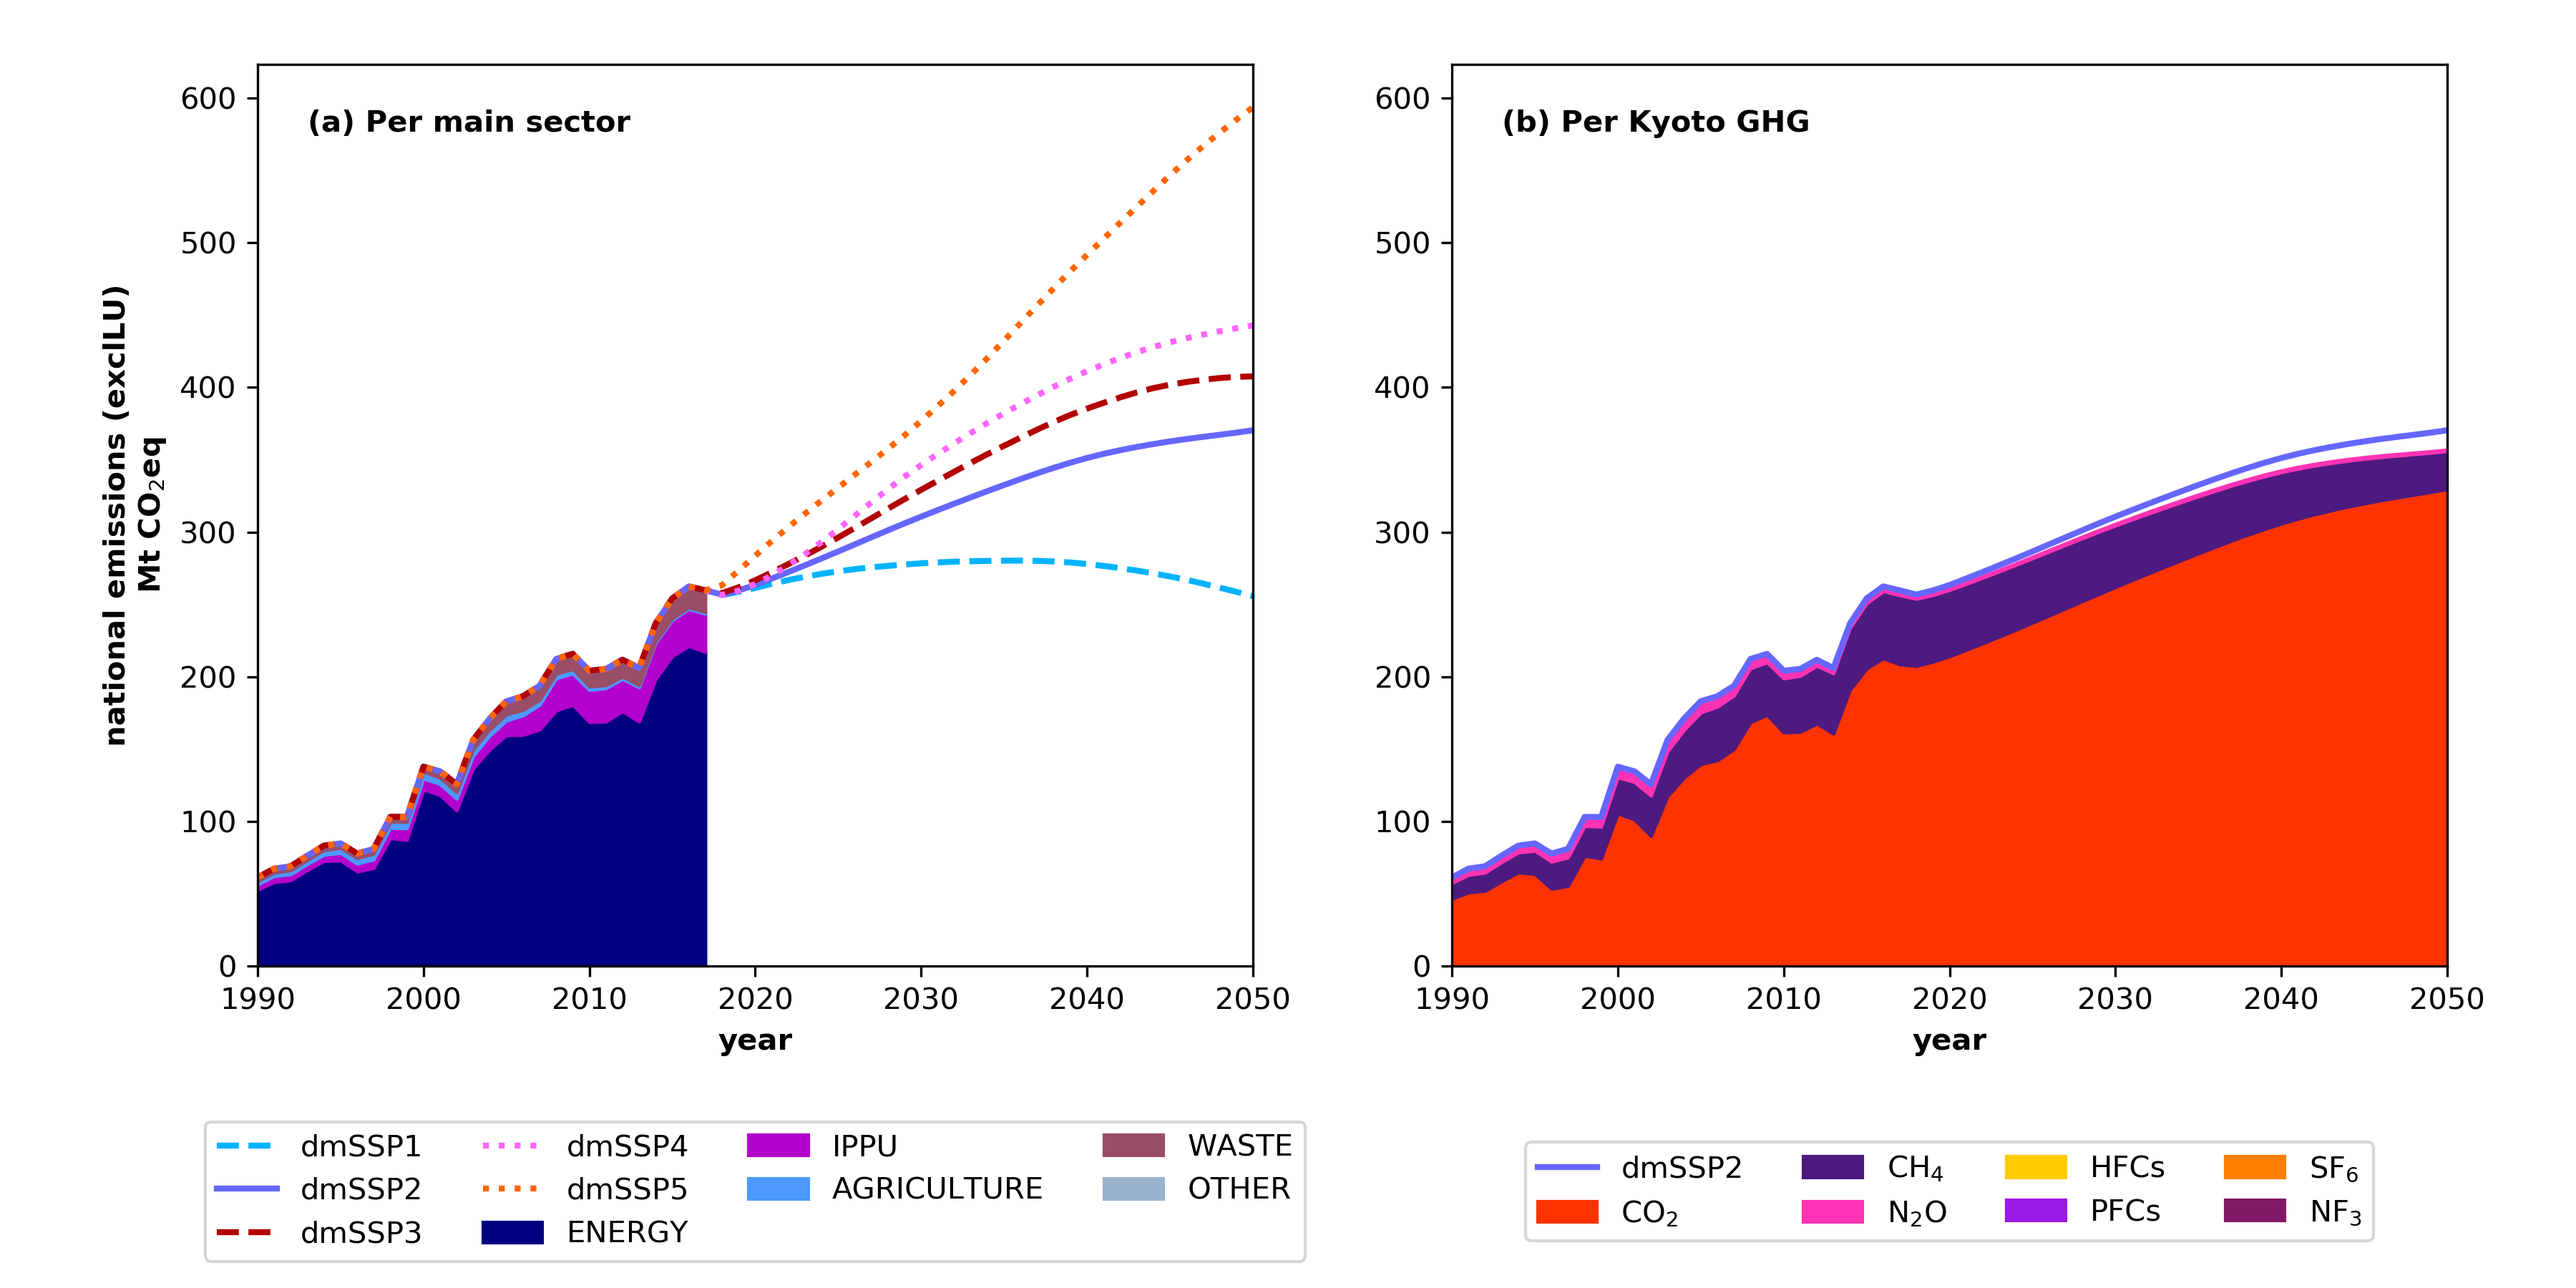 (a) Per main sector
600
500
400
300
200
100
0
national emissions (exclLU)
Mt CO₂eq
1990 2000 2010 2020 2030 2040 2050
year
dmSSP1 dmSSP4 IPPU WASTE
dmSSP2 dmSSP5 AGRICULTURE OTHER
dmSSP3 ENERGY
(b) Per Kyoto GHG
600
500
400
300
200
100
0
1990 2000 2010 2020 2030 2040 2050
year
dmSSP2 CH₄ HFCs SF₆
CO₂ N₂O PFCs NF₃